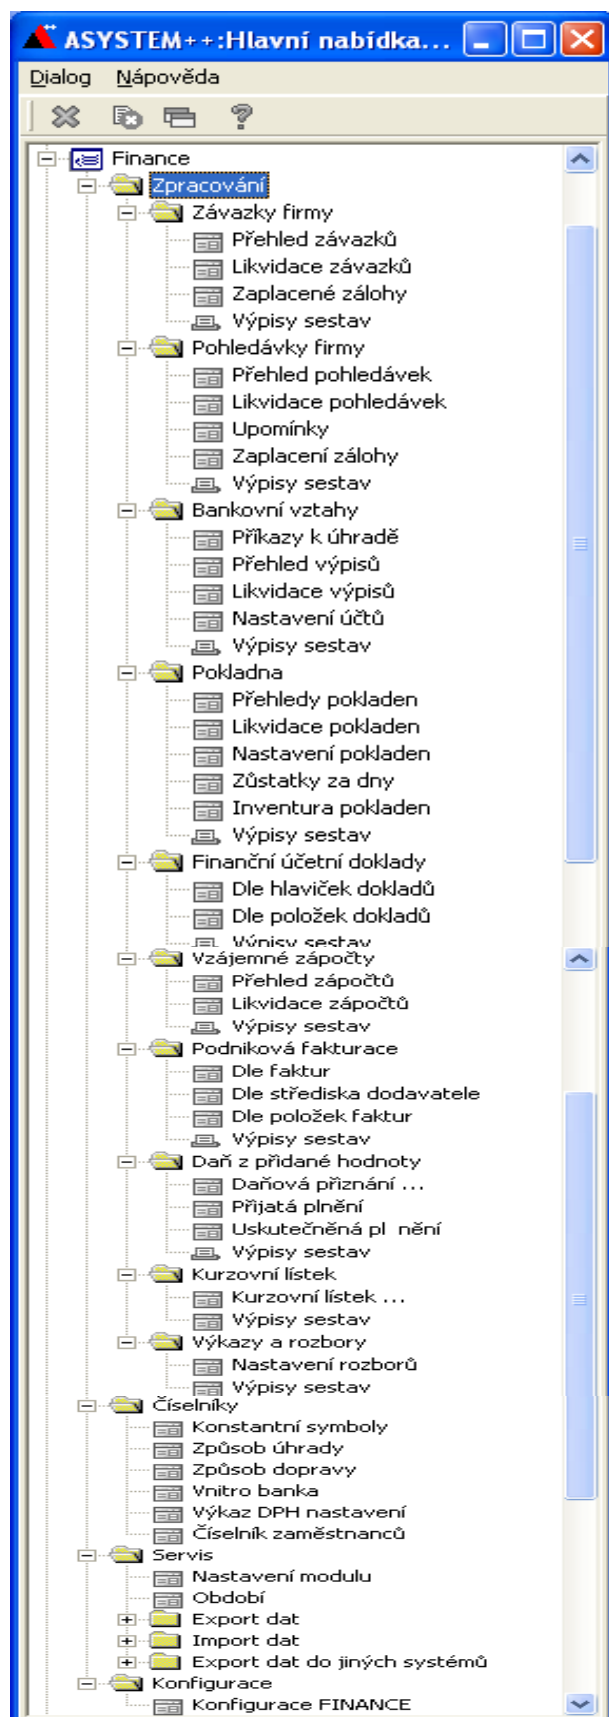 ASYSTEM++:Hlavní nabídka...
Dialog Nápověda
Finance
Zpracování
Závazky firmy
Přehled závazků
Likvidace závazků
Zaplacené zálohy
Výpisy sestav
Pohledávky firmy
Přehled pohledávek
Likvidace pohledávek
Upomínky
Zaplacení zálohy
Výpisy sestav
Bankovní vztahy
Příkazy k úhradě
Přehled výpisů
Likvidace výpisů
Nastavení účtů
Výpisy sestav
Pokladna
Přehledy pokladen
Likvidace pokladen
Nastavení pokladen
Zůstatky za dny
Inventura pokladen
Výpisy sestav
Finanční účetní doklady
Dle hlaviček dokladů
Dle položek dokladů
Výpisy sestav
Vzájemné zápočty
Přehled zápočtů
Likvidace zápočtů
Výpisy sestav
Podniková fakturace
Dle faktur
Dle střediska dodavatele
Dle položek faktur
Výpisy sestav
Daň z přidané hodnoty
Daňová přiznání ...
Přijatá plnění
Uskutečněná pl nění
Výpisy sestav
Kurzovní lístek
Kurzovní lístek ...
Výpisy sestav
Výkazy a rozbory
Nastavení rozborů
Výpisy sestav
Číselníky
Konstantní symboly
Způsob úhrady
Způsob dopravy
Vnitro banka
Výkaz DPH nastavení
Číselník zaměstnanců
Servis
Nastavení modulu
Období
Export dat
Import dat
Export dat do jiných systémů
Konfigurace
Konfigurace FINANCE